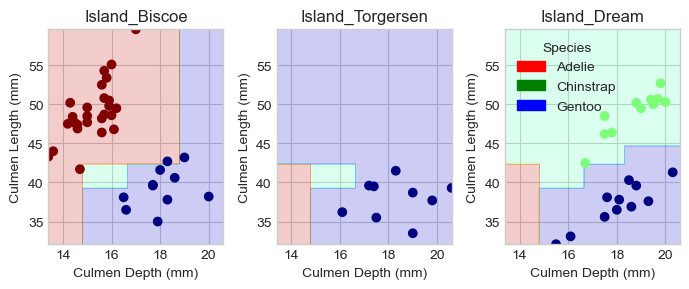 Island_Biscoe
Island_Torgersen
Island_Dream
55
50
45
40
35
Culmen Length (mm)
14
16
18
20
Culmen Depth (mm)
55
50
45
40
35
Culmen Length (mm)
14
16
18
20
Culmen Depth (mm)
55
50
45
40
35
Culmen Length (mm)
14
16
18
20
Culmen Depth (mm)
Species
Adelie
Chinstrap
Gentoo